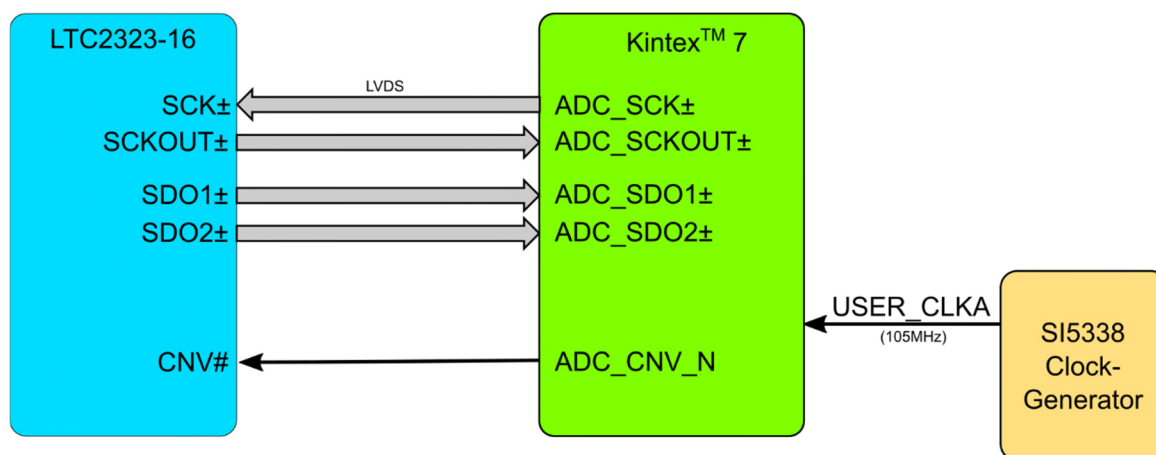 LTC2323-16
Kintex™ 7
LVDS
SCK±
ADC_SCK±
SCKOUT±
ADC_SCKOUT±
SDO1±
ADC_SDO1±
SDO2±
ADC_SDO2±
USER_CLKA
(105MHz)
SI5338
Clock-
Generator
CNV#
ADC_CNV_N